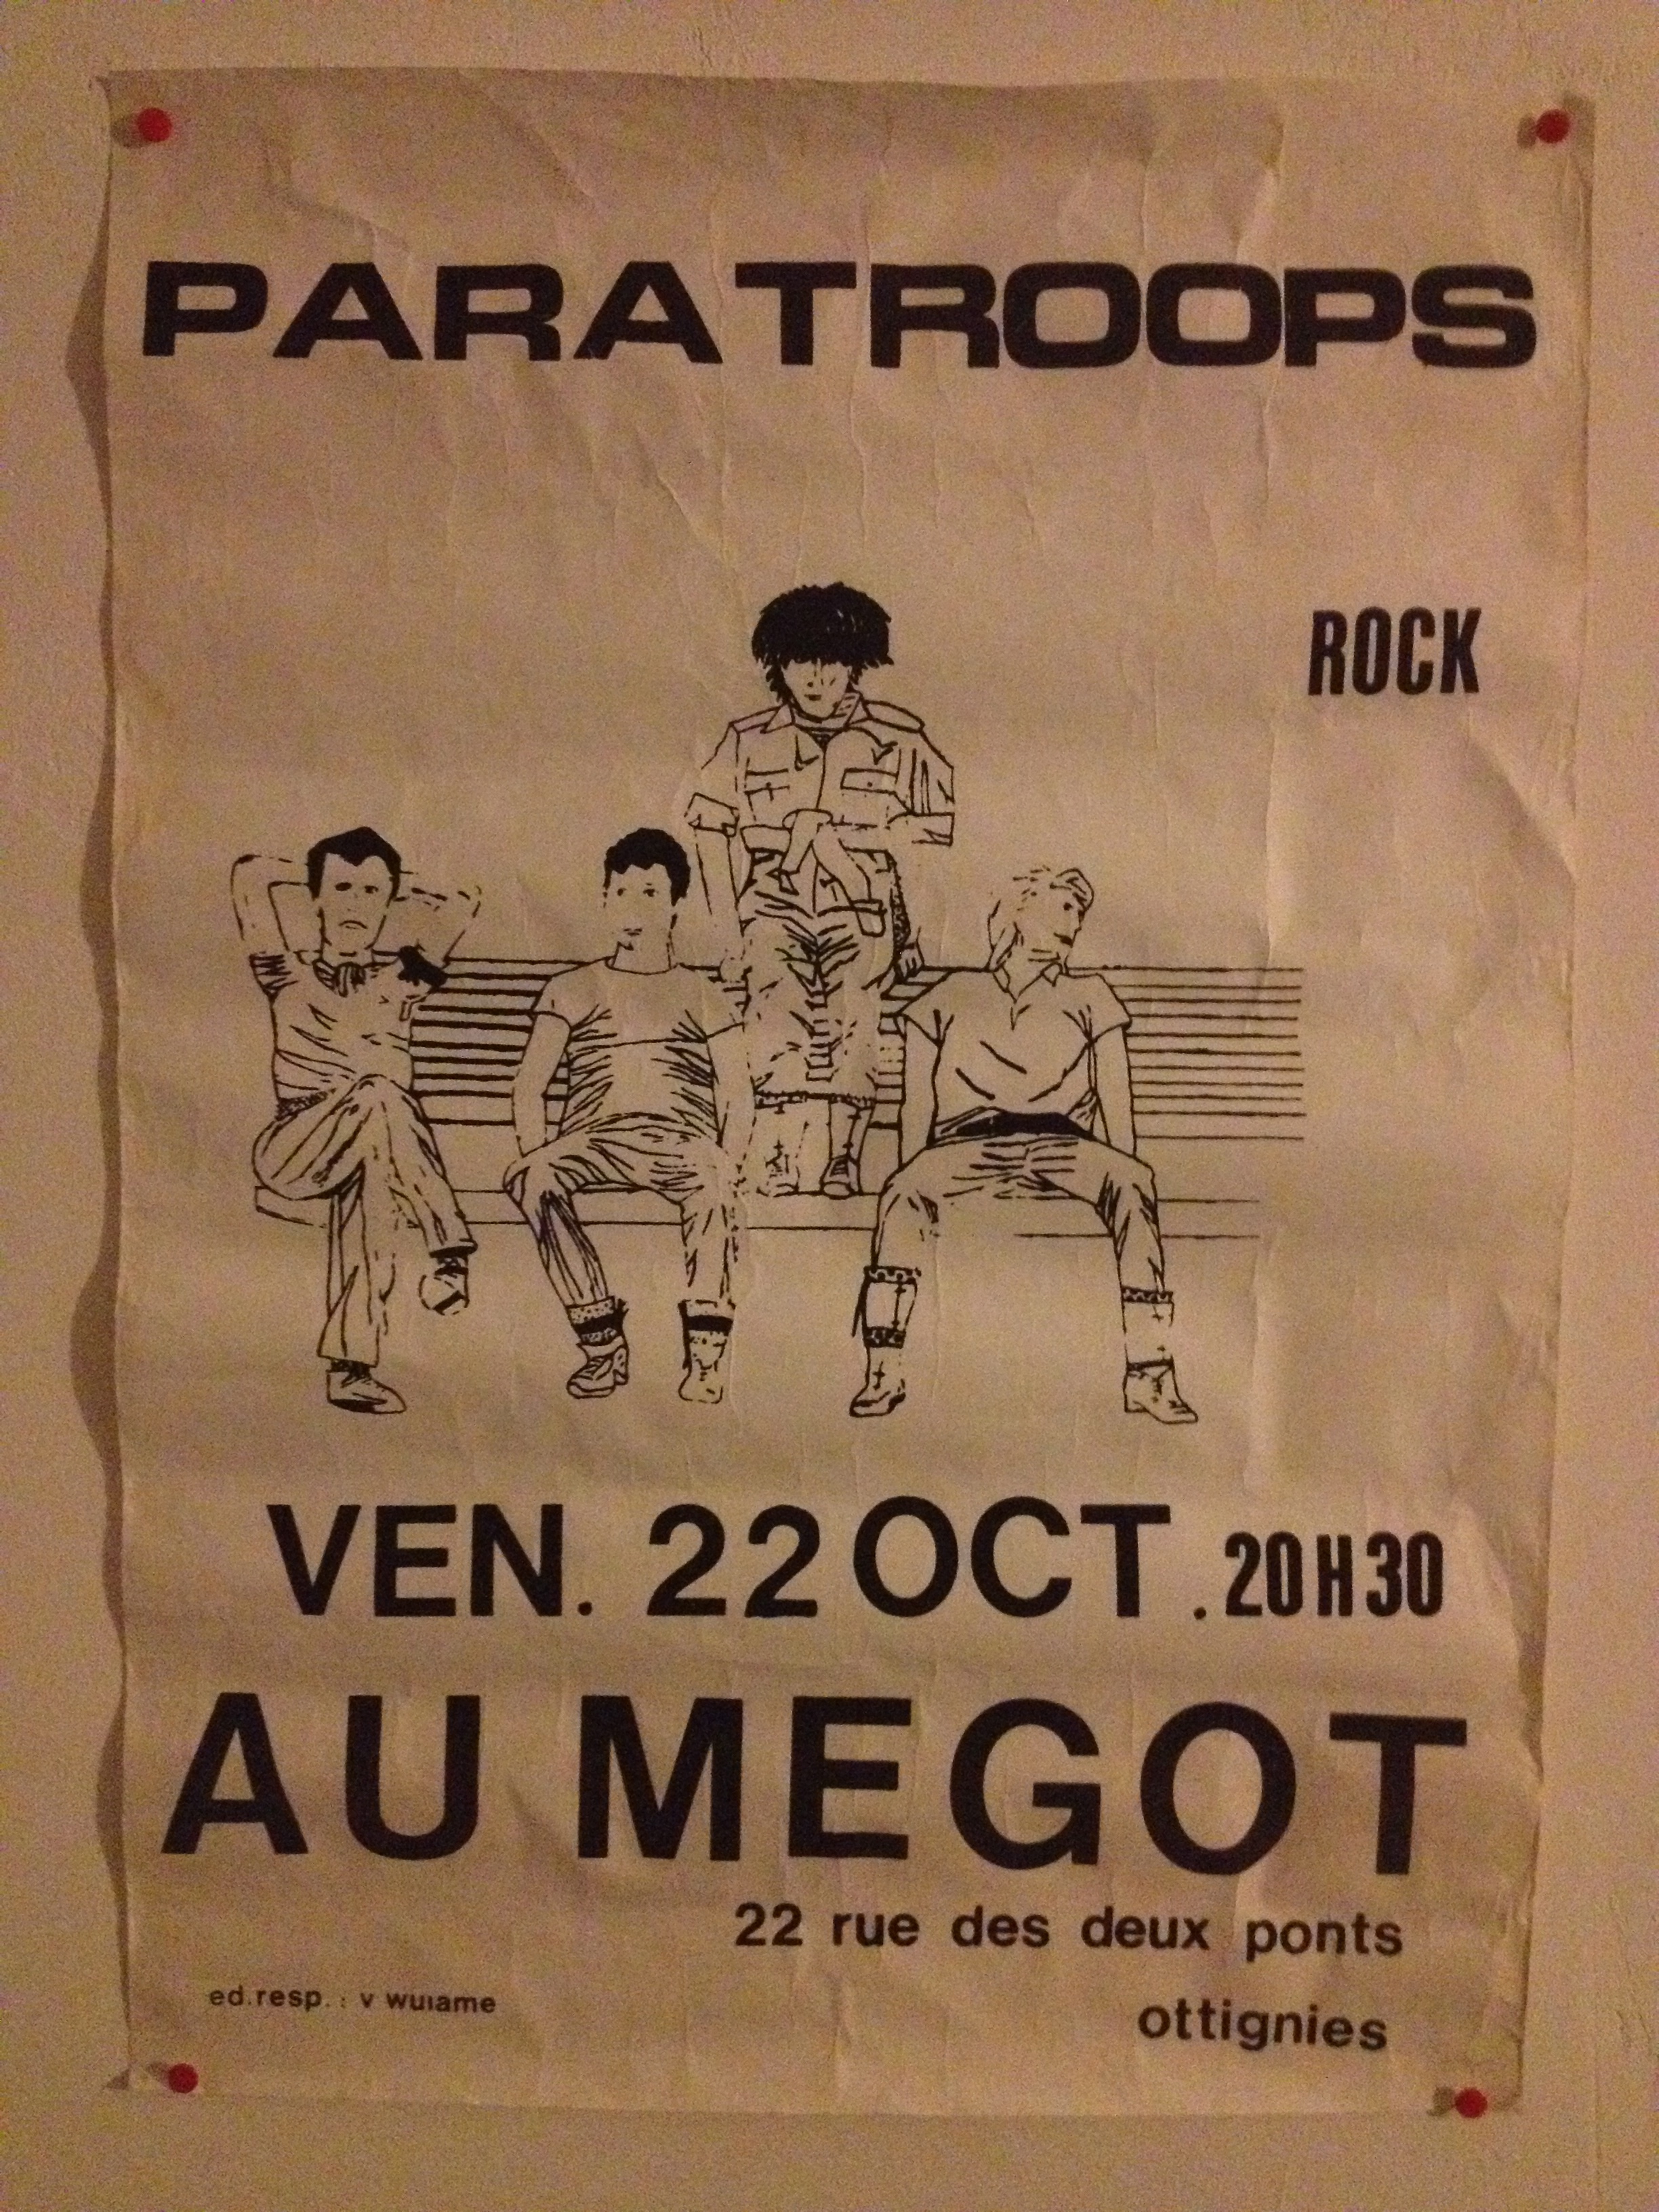 PARATROOPS
ROCK
VEN. 22 OCT. 20H30
AU MEGOT
22 rue des deux ponts
ottignies
ed.resp. : v wuiame